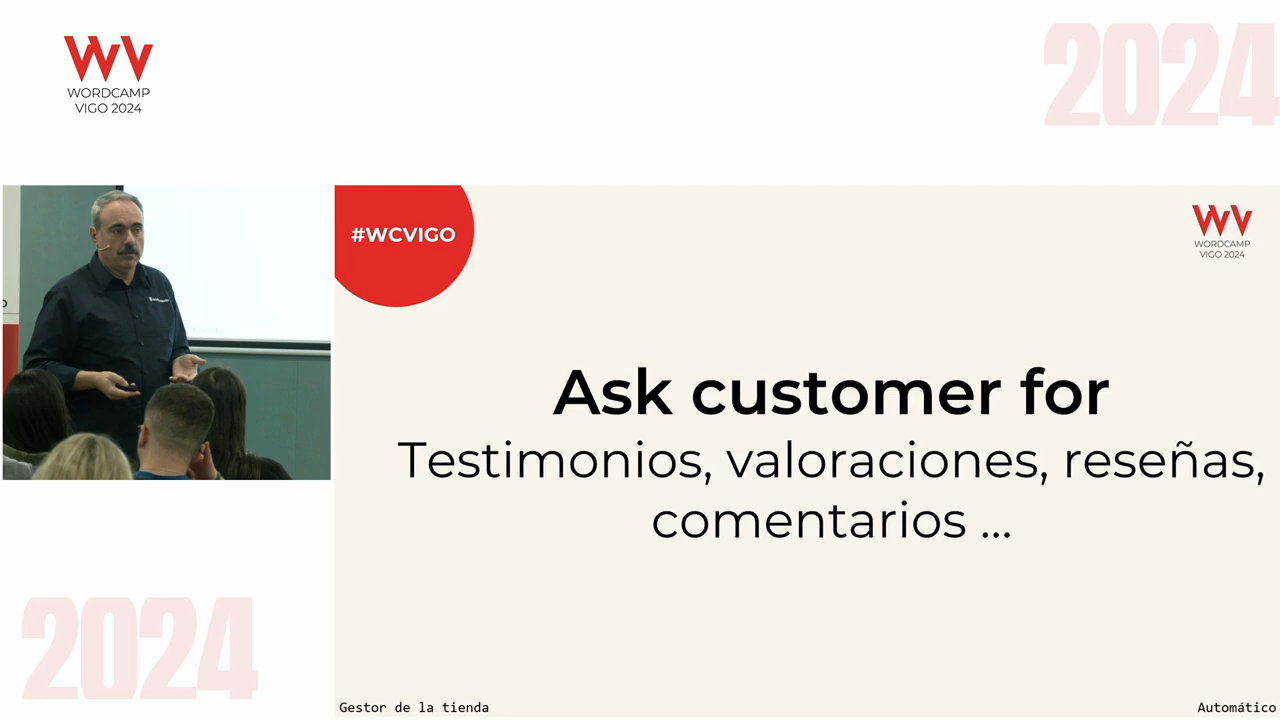 WORDCAMP
VIGO 2024
2024
#WCVIGO
WORDCAMP
VIGO 2024
Ask customer for
Testimonios, valoraciones, reseñas,
comentarios ...
2024
Gestor de la tienda
Automático